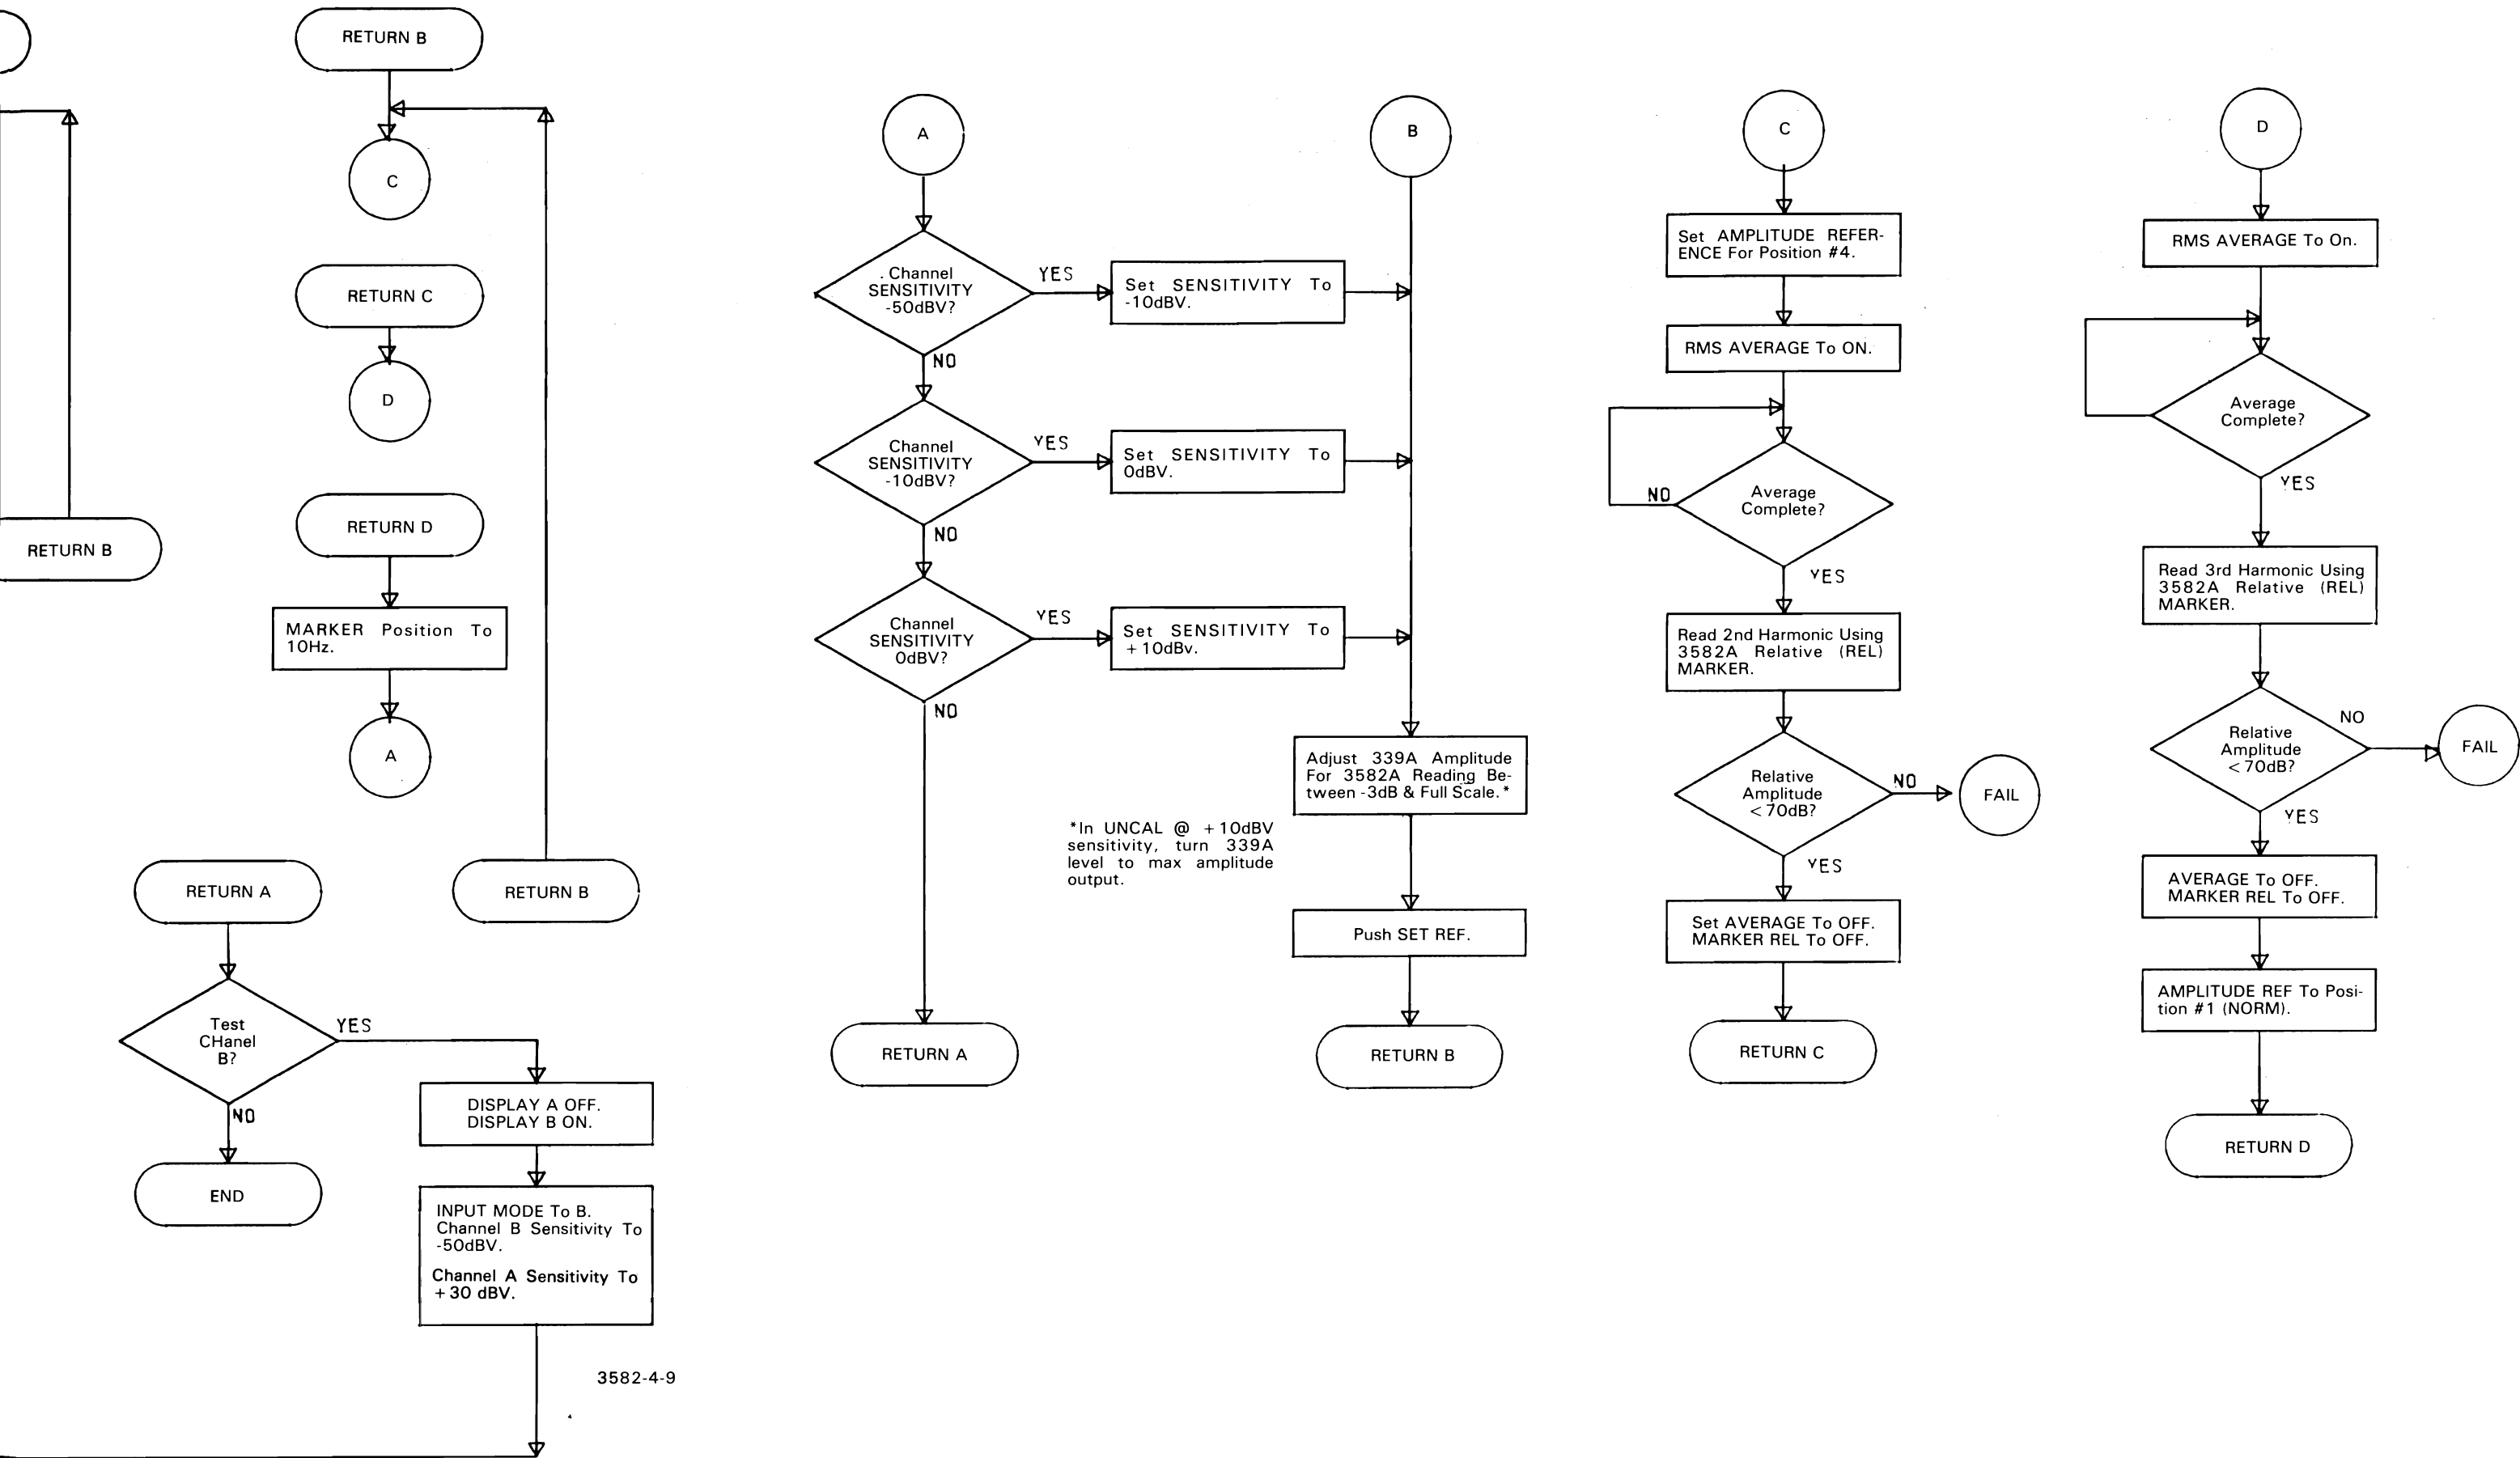 RETURN B
C
RETURN C
D
RETURN D
MARKER Position To
10Hz.
A
RETURN B
RETURN A
RETURN B
Test
CHanel
B?
YES
NO
END
DISPLAY A OFF.
DISPLAY B ON.
INPUT MODE To B.
Channel B Sensitivity To
-50dBV.
Channel A Sensitivity To
+30 dBV.
3582-4-9
A
. Channel
SENSITIVITY
-50dBV?
YES
Set SENSITIVITY To
-10dBV.
NO
Channel
SENSITIVITY
-10dBV?
YES
Set SENSITIVITY To
0dBV.
NO
Channel
SENSITIVITY
0dBV?
YES
Set SENSITIVITY To
+10dBv.
NO
RETURN A
B
Adjust 339A Amplitude
For 3582A Reading Be-
tween -3dB & Full Scale.*
*In UNCAL @ +10dBV
sensitivity, turn 339A
level to max amplitude
output.
Push SET REF.
RETURN B
C
Set AMPLITUDE REFER-
ENCE For Position #4.
RMS AVERAGE To ON.
Average
Complete?
NO
YES
Read 2nd Harmonic Using
3582A Relative (REL)
MARKER.
Relative
Amplitude
<70dB?
NO
FAIL
YES
Set AVERAGE To OFF.
MARKER REL To OFF.
RETURN C
D
RMS AVERAGE To On.
Average
Complete?
YES
Read 3rd Harmonic Using
3582A Relative (REL)
MARKER.
Relative
Amplitude
<70dB?
NO
FAIL
YES
AVERAGE To OFF.
MARKER REL To OFF.
AMPLITUDE REF To Posi-
tion #1 (NORM).
RETURN D